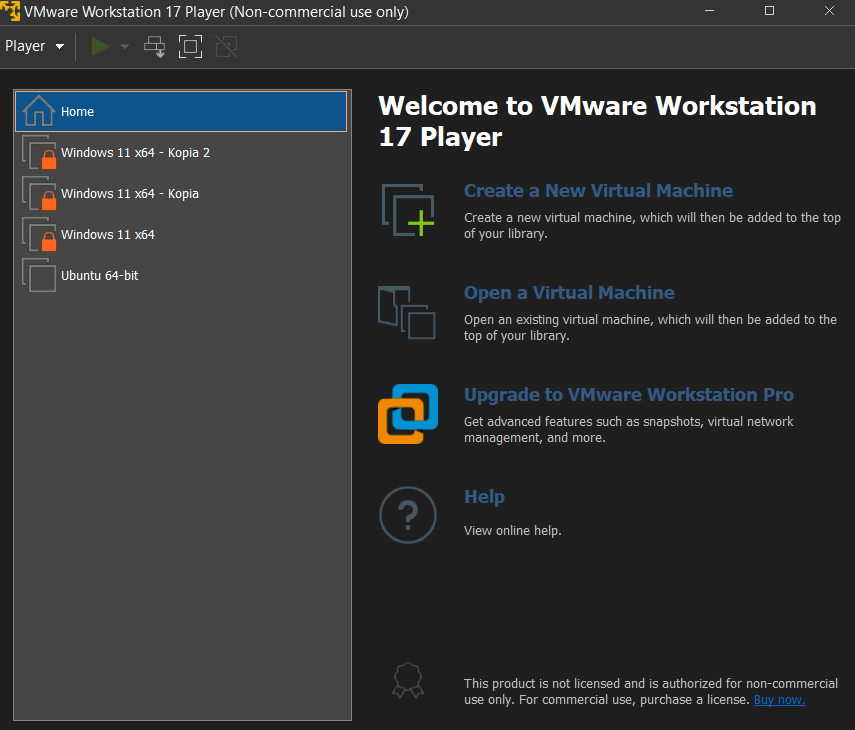 VMware Workstation 17 Player (Non-commercial use only)
Player
Home
Windows 11 x64 - Kopia 2
Windows 11 x64 - Kopia
Windows 11 x64
Ubuntu 64-bit
Welcome to VMware Workstation
17 Player
Create a New Virtual Machine
Create a new virtual machine, which will then be added to the top
of your library.
Open a Virtual Machine
Open an existing virtual machine, which will then be added to the
top of your library.
Upgrade to VMware Workstation Pro
Get advanced features such as snapshots, virtual network
management, and more.
?
Help
View online help.
This product is not licensed and is authorized for non-commercial
use only. For commercial use, purchase a license. Buy now.